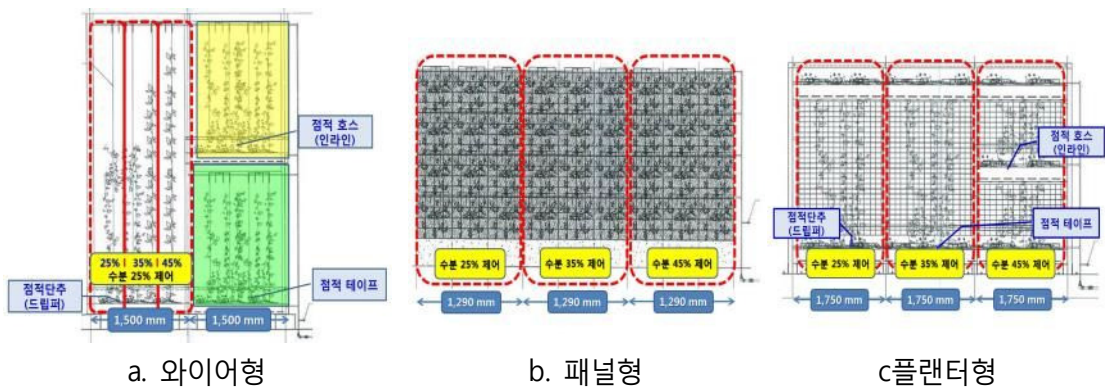 점적 호스
(인라인)
25% | 35% | 45%
수분 25% 제어
점적단추
(드립퍼)
점적 테이프
1,500 mm
1,500 mm
a. 와이어형
수분 25% 제어
수분 35% 제어
수분 45% 제어
1,290 mm
1,290 mm
1,290 mm
b. 패널형
점적 호스
(인라인)
점적단추
(드립퍼)
점적 테이프
수분 25% 제어
수분 35% 제어
수분 45% 제어
1,750 mm
1,750 mm
1,750 mm
c플랜터형